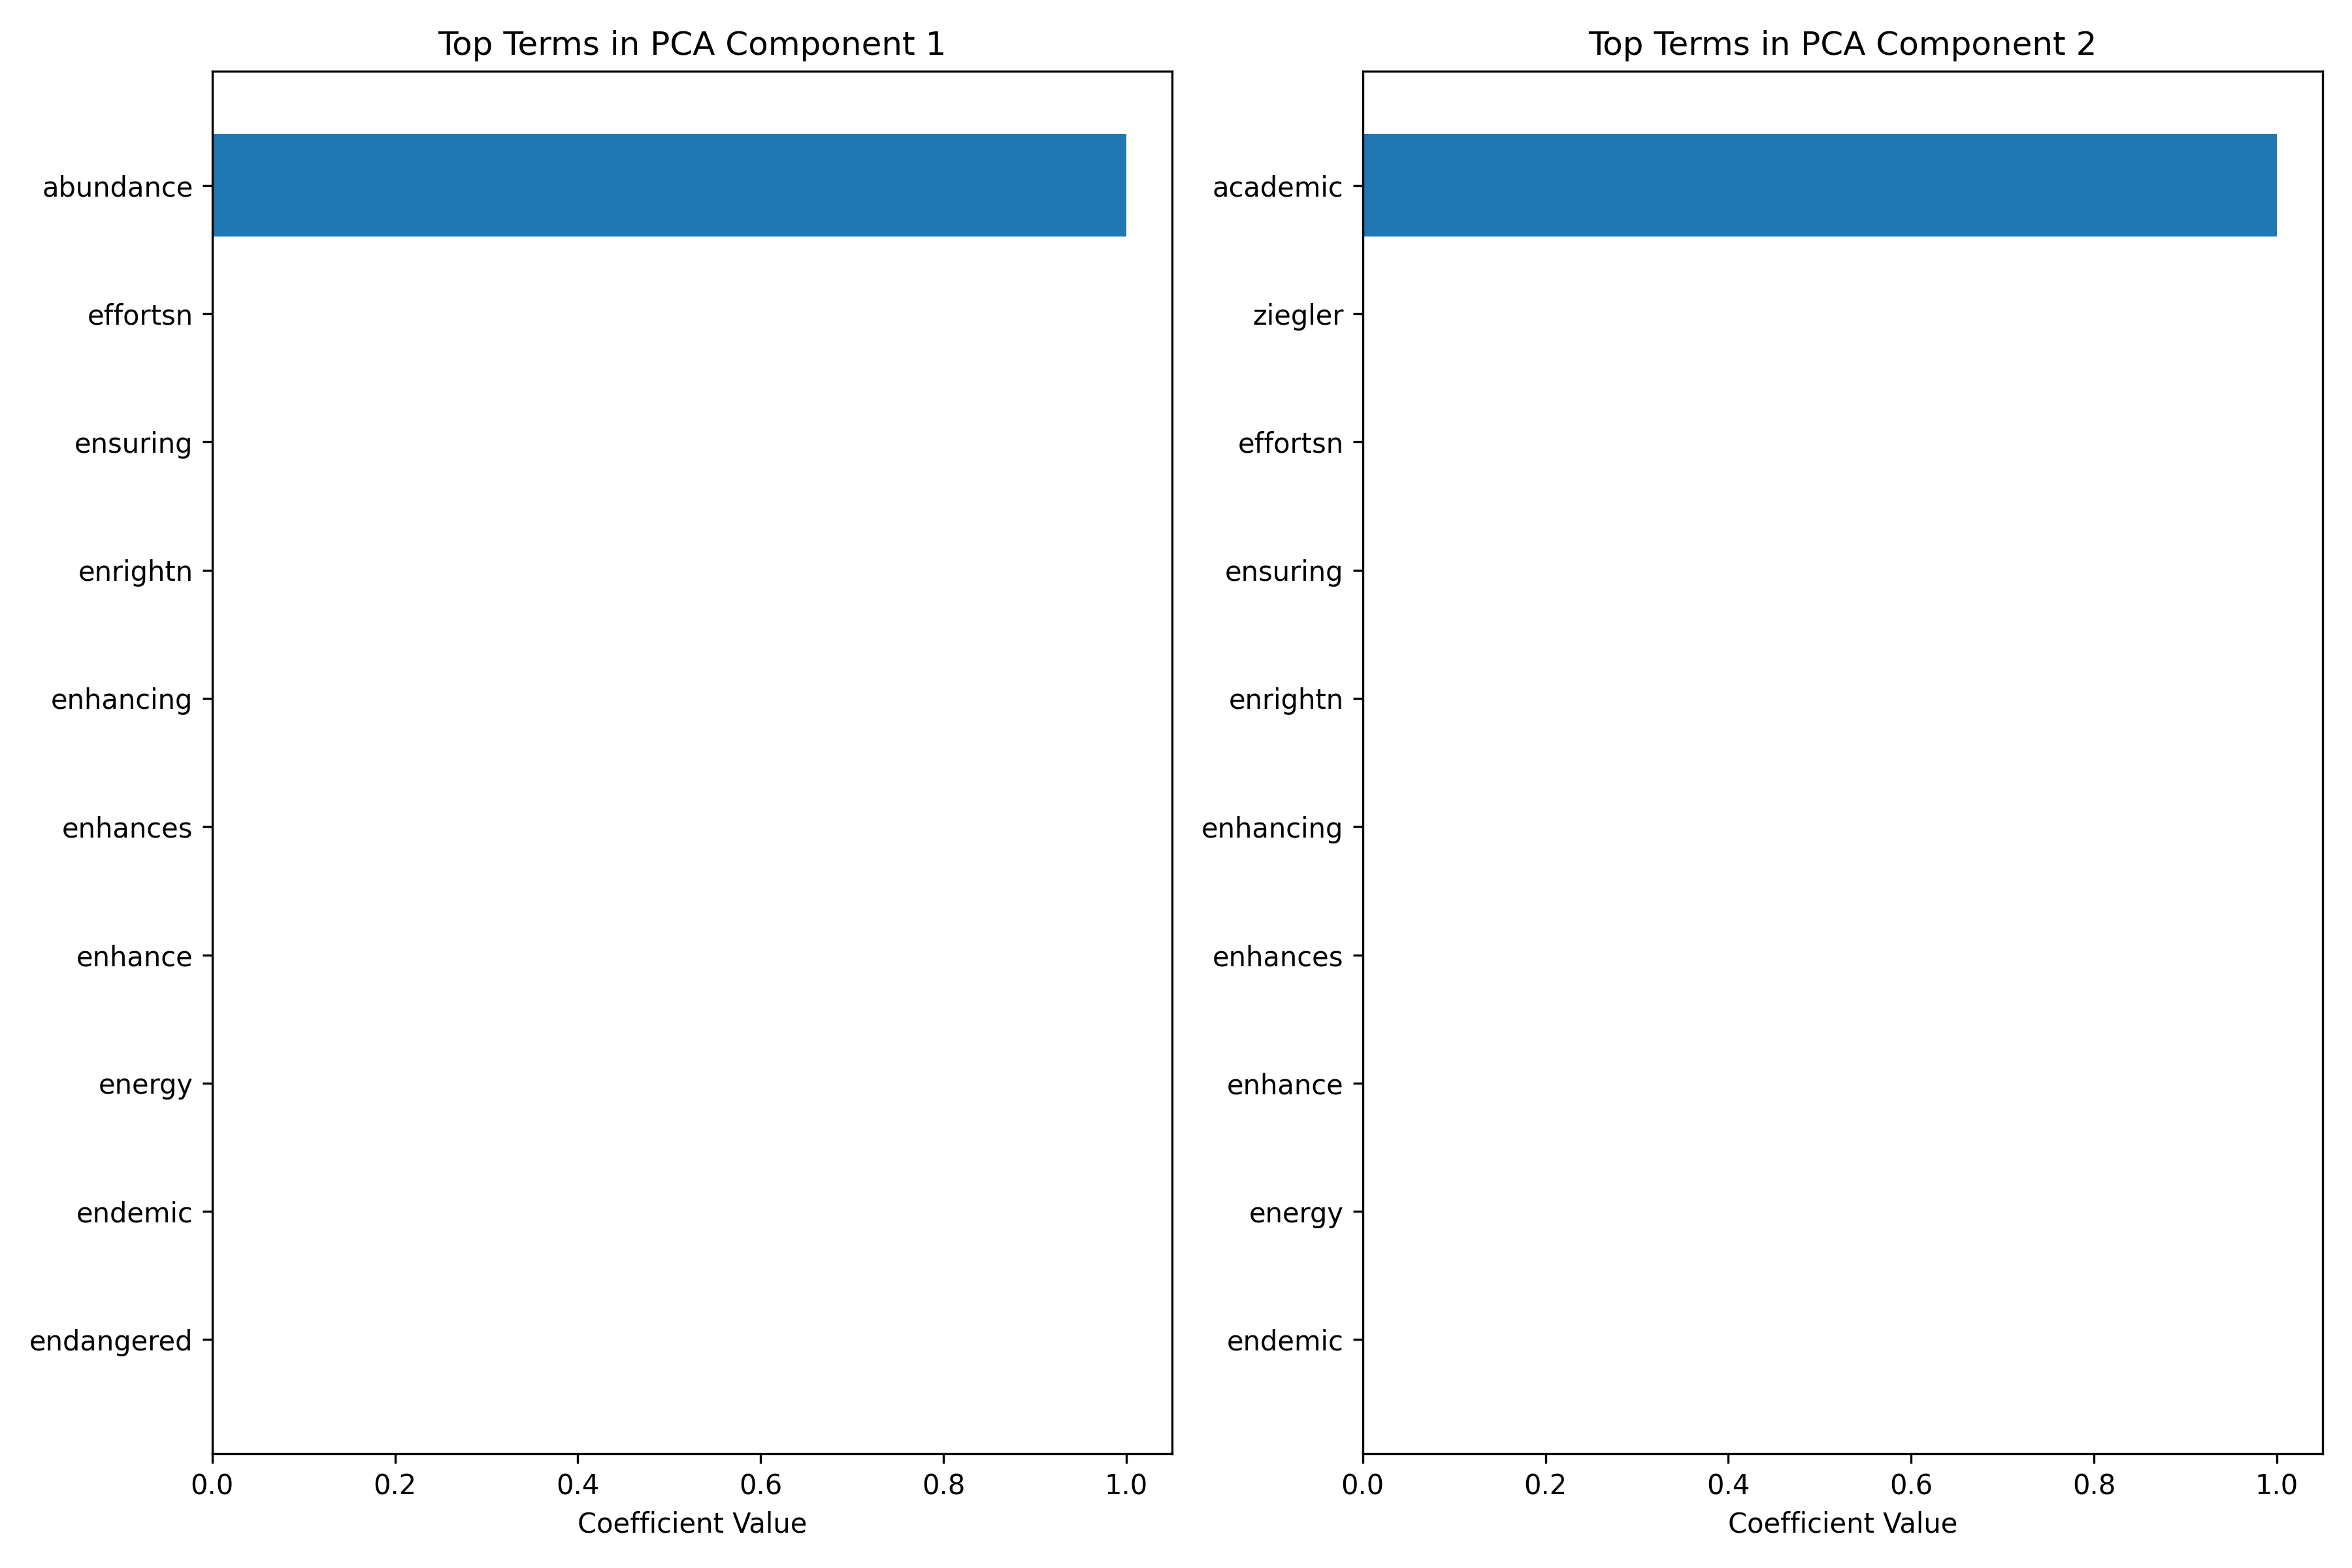 Top Terms in PCA Component 1
abundance
effortsn
ensuring
enrightn
enhancing
enhances
enhance
energy
endemic
endangered
0.0 0.2 0.4 0.6 0.8 1.0
Coefficient Value
Top Terms in PCA Component 2
academic
ziegler
effortsn
ensuring
enrightn
enhancing
enhances
enhance
energy
endemic
0.0 0.2 0.4 0.6 0.8 1.0
Coefficient Value